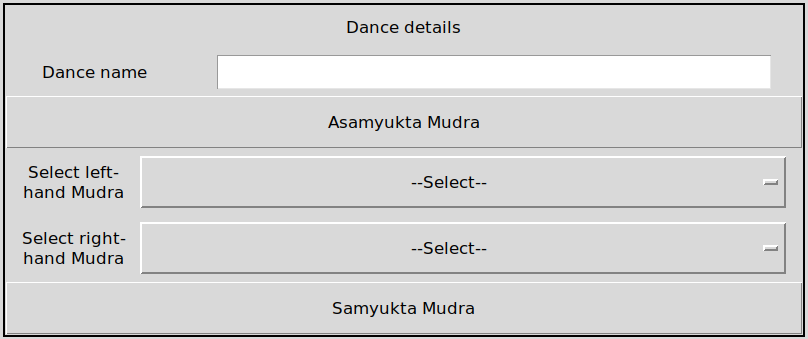 Dance details
Dance name
Asamyukta Mudra
Select left-
hand Mudra
--Select--
Select right-
hand Mudra
--Select--
Samyukta Mudra